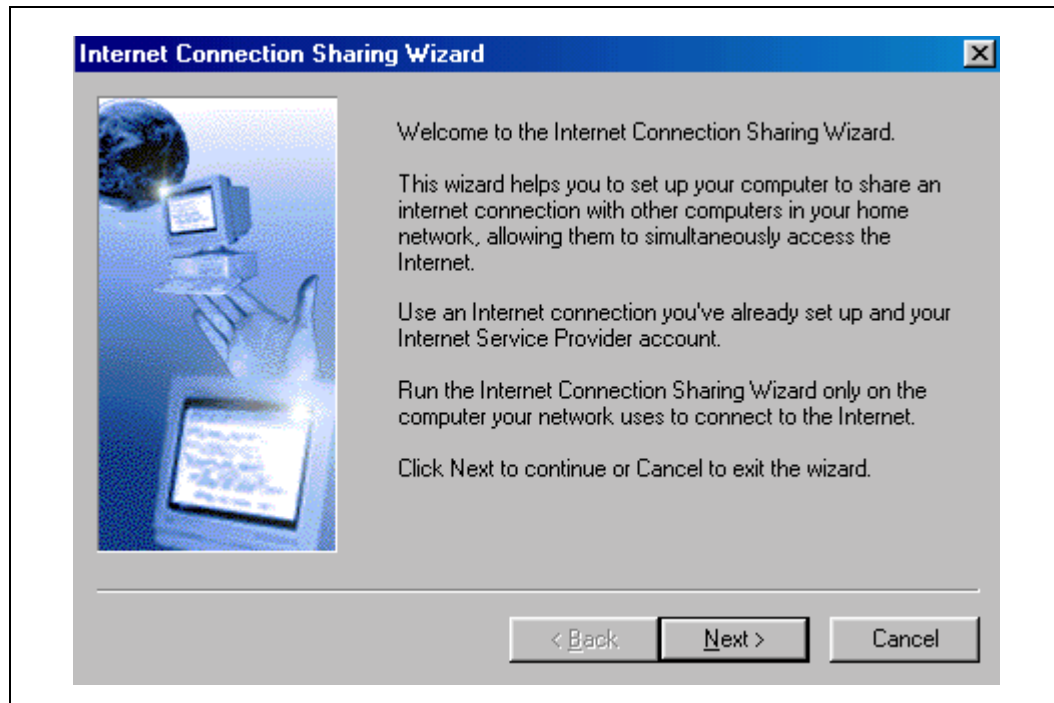 Internet Connection Sharing Wizard
Welcome to the Internet Connection Sharing Wizard.
This wizard helps you to set up your computer to share an
internet connection with other computers in your home
network, allowing them to simultaneously access the
Internet.
Use an Internet connection you've already set up and your
Internet Service Provider account.
Run the Internet Connection Sharing Wizard only on the
computer your network uses to connect to the Internet.
Click Next to continue or Cancel to exit the wizard.
< Back Next > Cancel